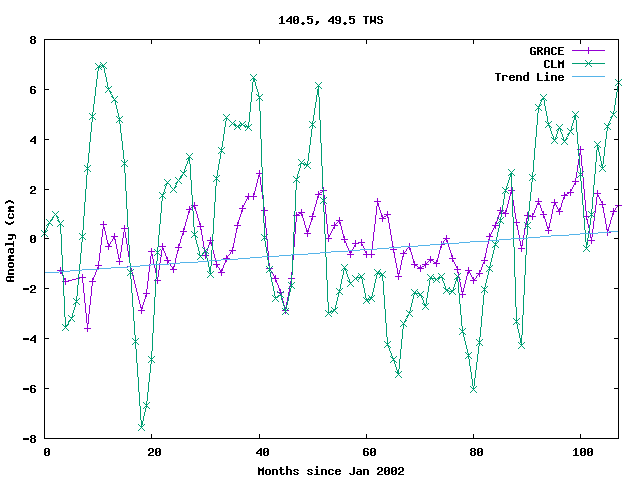 140.5, 49.5 TWS
GRACE
CLM
Trend Line
Anomaly (cm)
8
6
4
2
0
-2
-4
-6
-8
0 20 40 60 80 100
Months since Jan 2002